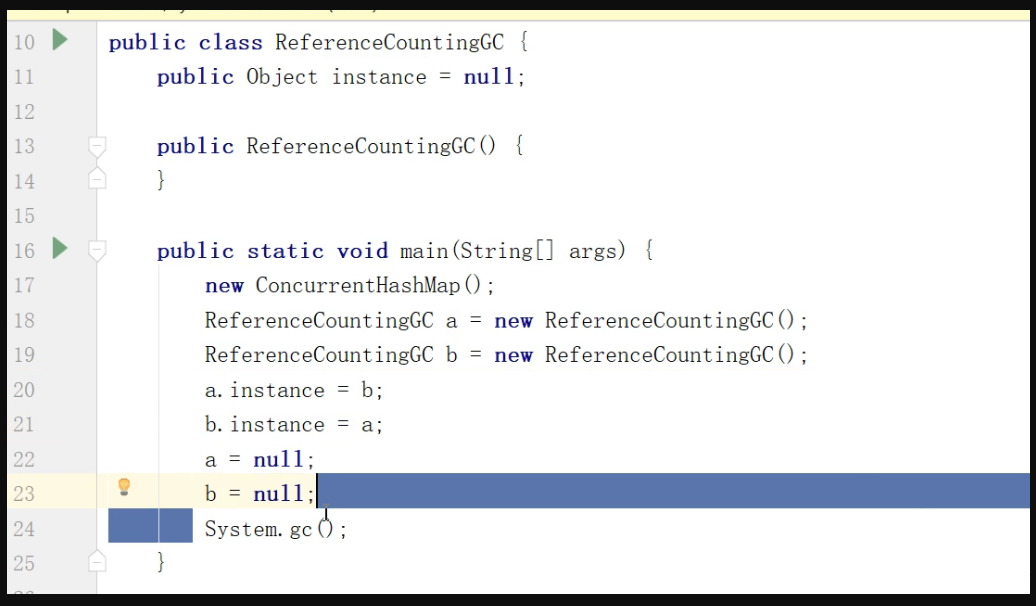 10 public class ReferenceCountingGC {
11 public Object instance = null;
12
13 public ReferenceCountingGC() {
14 }
15
16 public static void main(String[] args) {
17 new ConcurrentHashMap();
18 ReferenceCountingGC a = new ReferenceCountingGC();
19 ReferenceCountingGC b = new ReferenceCountingGC();
20 a.instance = b;
21 b.instance = a;
22 a = null;
23 b = null;
24 System.gc();
25 }